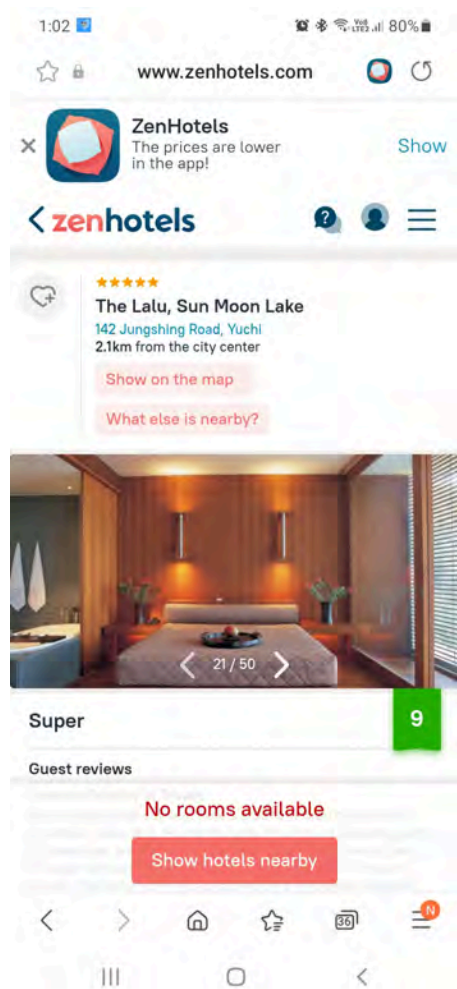 1:02
VoD LTE2 80%
www.zenhotels.com
ZenHotels
The prices are lower
in the app!
Show
zenhotels
?
The Lalu, Sun Moon Lake
142 Jungshing Road, Yuchi
2.1km from the city center
Show on the map
What else is nearby?
21 / 50
Super
9
Guest reviews
No rooms available
Show hotels nearby
36
N